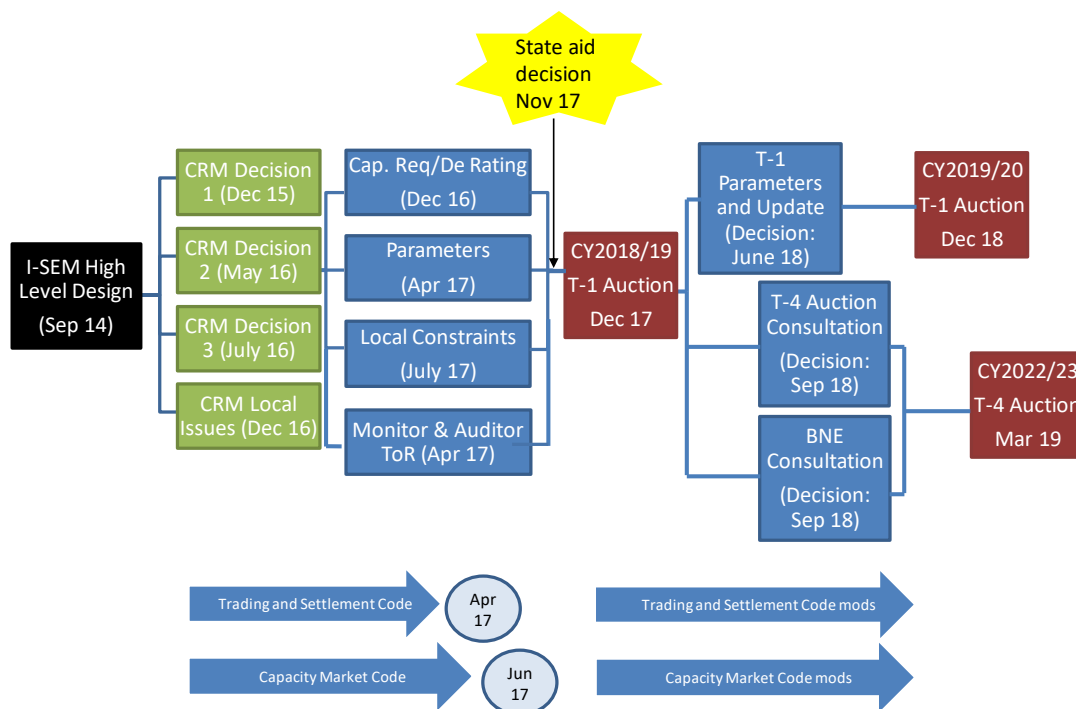 State aid
decision
Nov 17
I-SEM High
Level Design
(Sep 14)
CRM Decision
1 (Dec 15)
CRM Decision
2 (May 16)
CRM Decision
3 (July 16)
CRM Local
Issues (Dec 16)
Cap. Req/De Rating
(Dec 16)
Parameters
(Apr 17)
Local Constraints
(July 17)
Monitor & Auditor
ToR (Apr 17)
CY2018/19
T-1 Auction
Dec 17
T-1
Parameters
and Update
(Decision:
June 18)
T-4 Auction
Consultation
(Decision:
Sep 18)
BNE
Consultation
(Decision:
Sep 18)
CY2019/20
T-1 Auction
Dec 18
CY2022/23
T-4 Auction
Mar 19
Trading and Settlement Code
Apr
17
Trading and Settlement Code mods
Capacity Market Code
Jun
17
Capacity Market Code mods